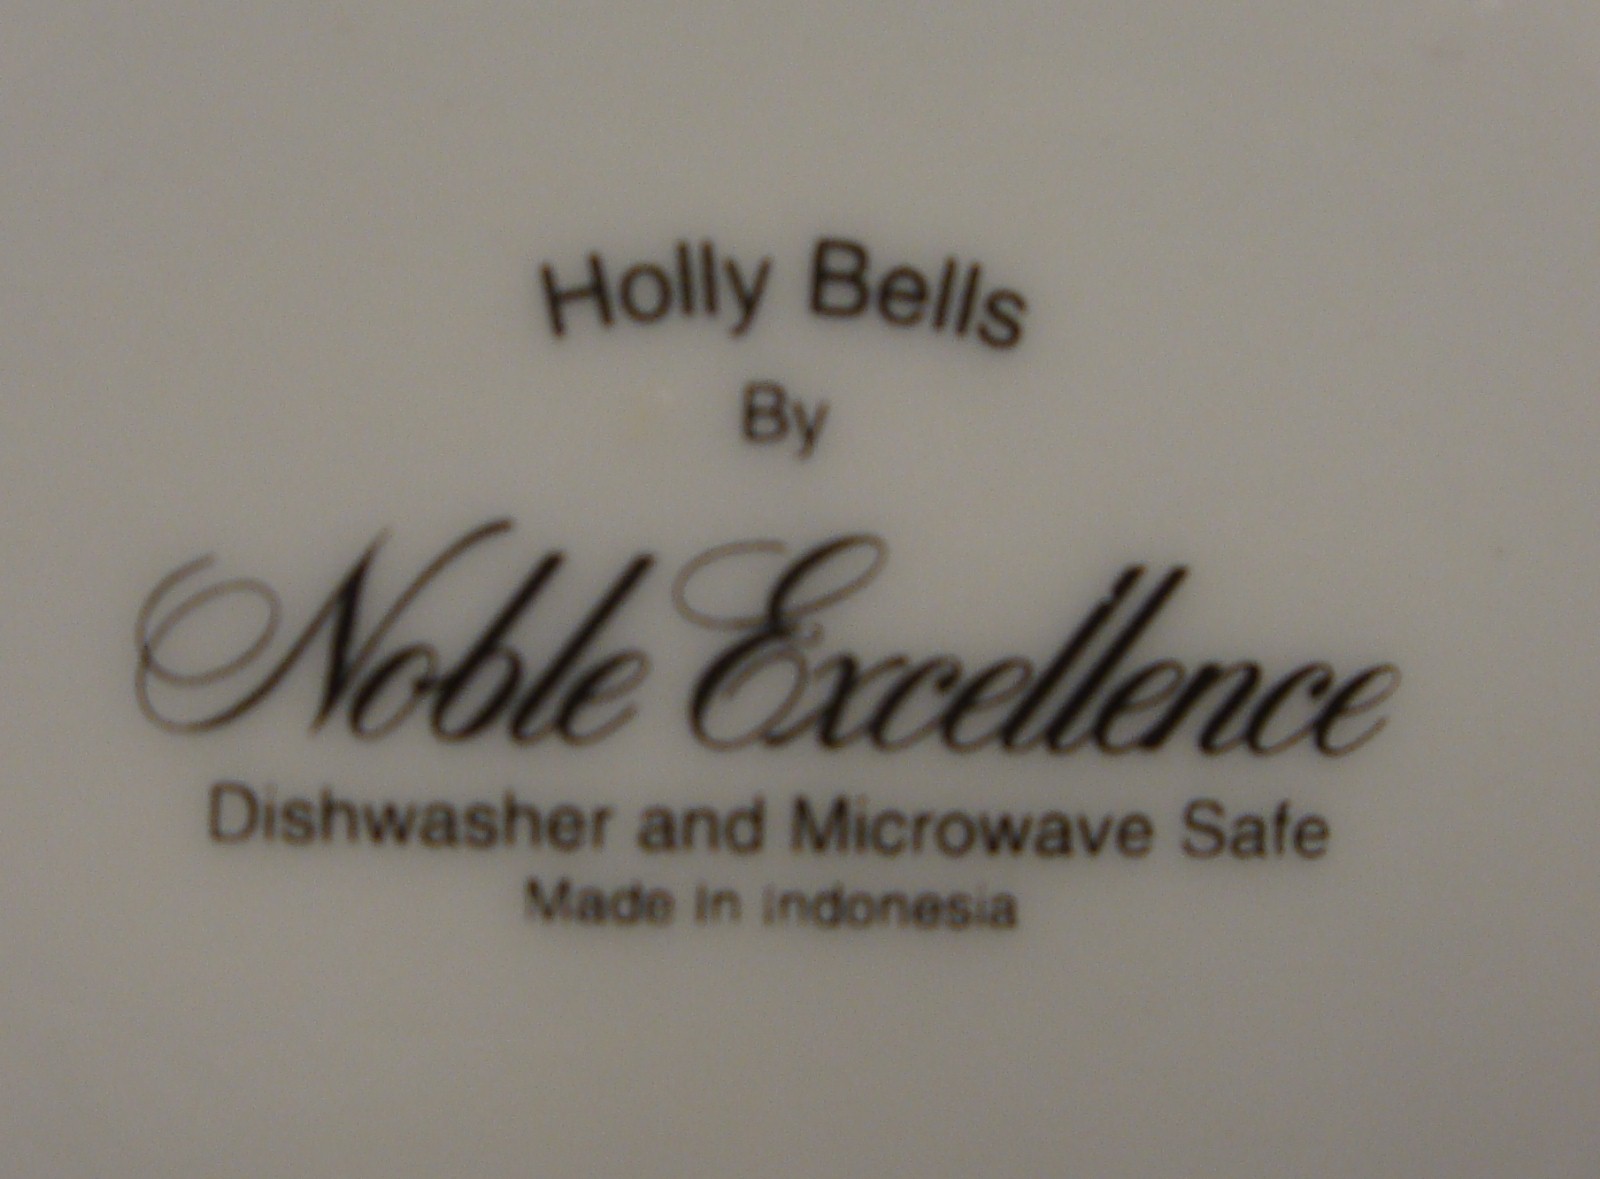 Holly Bells
By
Noble Excellence
Dishwasher and Microwave Safe
Made in indonesia